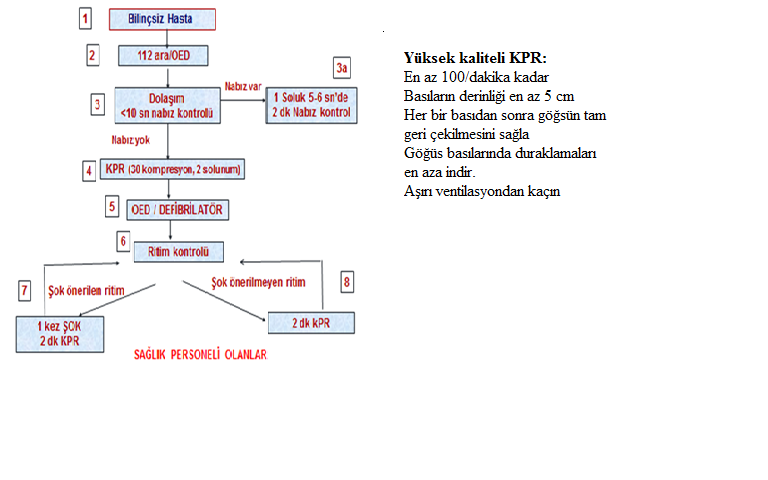 1
Bilinçsiz Hasta
2
112 ara/OED
3
Dolaşım
<10 sn nabız kontrolü
Nabız var
3a
1 Soluk 5-6 sn'de
2 dk Nabız kontrol
Nabız yok
4
KPR (30 kompresyon, 2 solunum)
5
OED / DEFİBRİLATÖR
6
Ritim kontrolü
7
Şok önerilen ritim
Şok önerilmeyen ritim
8
1 kez ŞOK
2 dk KPR
2 dk KPR
SAĞLIK PERSONELİ OLANLAR
Yüksek kaliteli KPR:
En az 100/dakika kadar
Basıların derinliği en az 5 cm
Her bir basıdan sonra göğsün tam
geri çekilmesini sağla
Göğüs basılarında duraklamaları
en aza indir.
Aşırı ventilasyondan kaçın